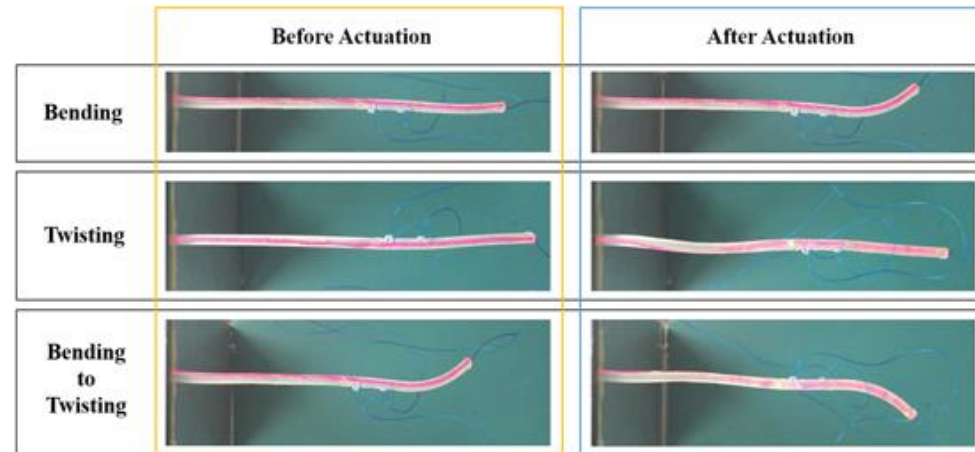 Before Actuation
After Actuation
Bending
Twisting
Bending
to
Twisting